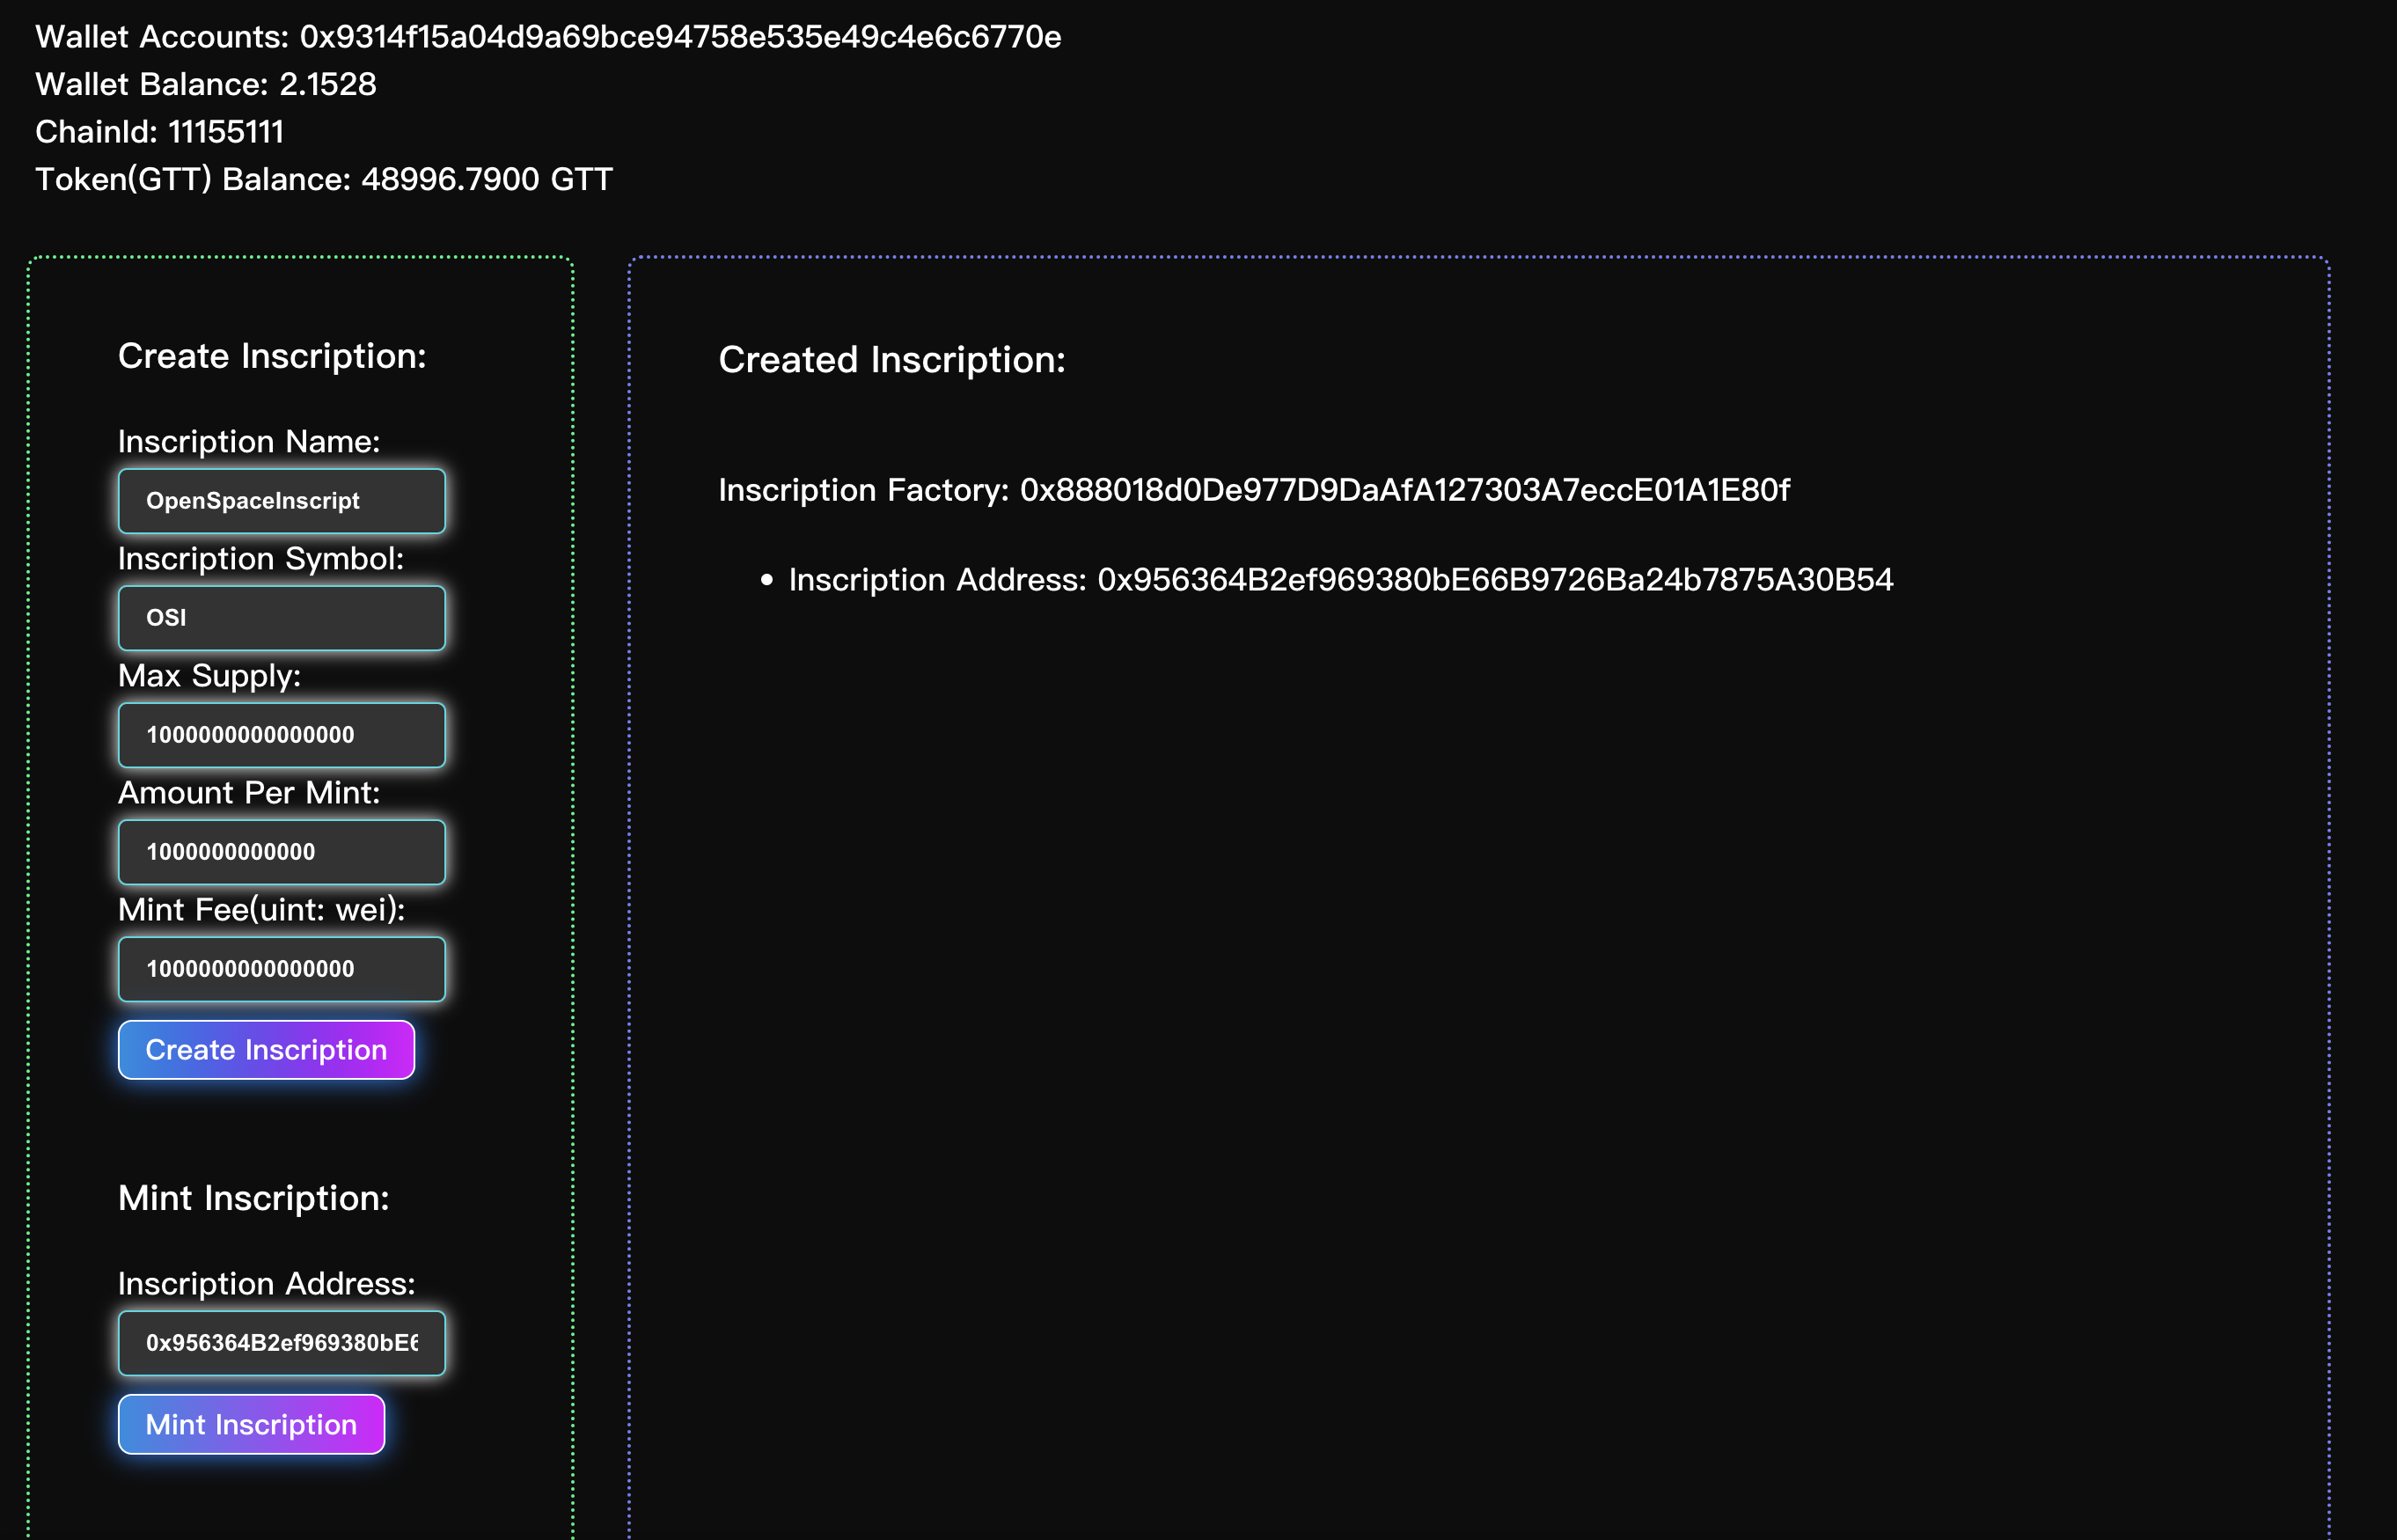 Wallet Accounts: 0x9314f15a04d9a69bce94758e535e49c4e6c6770e
Wallet Balance: 2.1528
ChainId: 11155111
Token(GTT) Balance: 48996.7900 GTT
Create Inscription:
Inscription Name:
OpenSpaceInscript
Inscription Symbol:
OSI
Max Supply:
1000000000000000
Amount Per Mint:
1000000000000
Mint Fee(uint: wei):
1000000000000000
Create Inscription
Mint Inscription:
Inscription Address:
0x956364B2ef969380bE6
Mint Inscription
Created Inscription:
Inscription Factory: 0x888018d0De977D9DaAfA127303A7eccE01A1E80f
• Inscription Address: 0x956364B2ef969380bE66B9726Ba24b7875A30B54